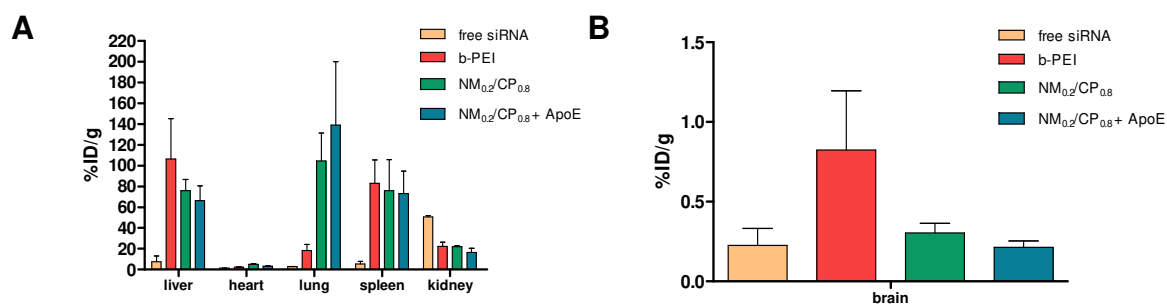 A
%ID/g
220
200
180
160
140
120
100
80
60
40
20
0
liver heart lung spleen kidney
free siRNA
b-PEI
NM0.2/CP0.8
NM0.2/CP0.8 + ApoE
B
%ID/g
1.5
1.0
0.5
0.0
brain
free siRNA
b-PEI
NM0.2/CP0.8
NM0.2/CP0.8 + ApoE